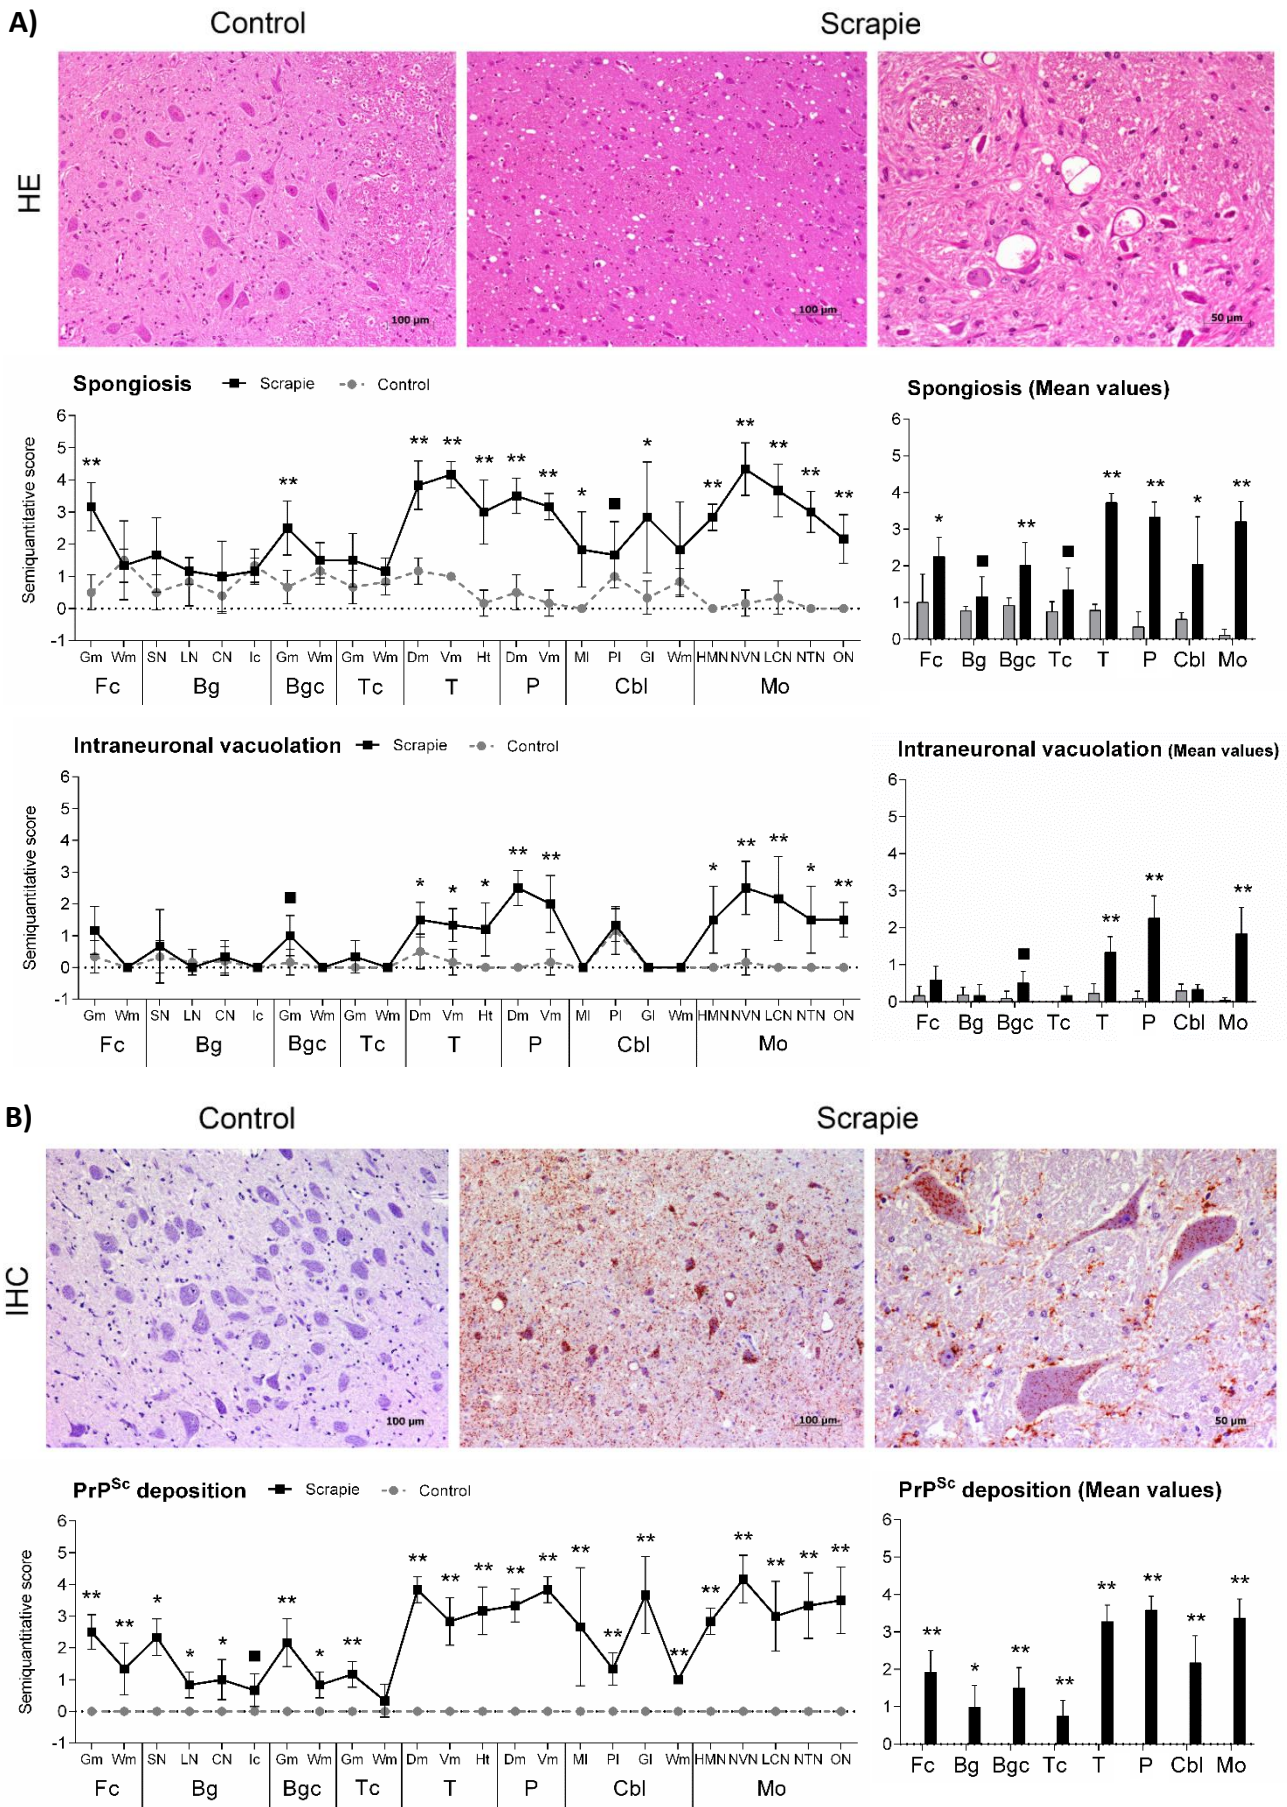 A)
Control Scrapie
HE
100 µm
100 µm
50 µm
Spongiosis Scrapie Control
Semiquantitative score
6
5
4
3
2
1
0
-1
** ** ** ** ** ** ** * ■ * ** ** ** ** **
Gm Wm SN LN CN Ic Gm Wm Gm Wm Dm Vm Ht Dm Vm Ml Pl Gl Wm HMN NVN LCN NTN ON
Fc Bg Bgc Tc T P Cbl Mo
Spongiosis (Mean values)
6
5
4
3
2
1
0
* ■ ** ■ ** ** * **
Fc Bg Bgc Tc T P Cbl Mo
Intraneuronal vacuolation Scrapie Control
Semiquantitative score
6
5
4
3
2
1
0
-1
■ * * * ** ** * ** ** * **
Gm Wm SN LN CN Ic Gm Wm Gm Wm Dm Vm Ht Dm Vm Ml Pl Gl Wm HMN NVN LCN NTN ON
Fc Bg Bgc Tc T P Cbl Mo
Intraneuronal vacuolation (Mean values)
6
5
4
3
2
1
0
■ ** ** **
Fc Bg Bgc Tc T P Cbl Mo
B)
Control Scrapie
IHC
100 µm
100 µm
50 µm
PrPSc deposition Scrapie Control
Semiquantitative score
6
5
4
3
2
1
0
-1
** ** * * * ■ ** * ** ** ** ** ** ** ** ** ** ** ** ** ** ** **
Gm Wm SN LN CN Ic Gm Wm Gm Wm Dm Vm Ht Dm Vm Ml Pl Gl Wm HMN NVN LCN NTN ON
Fc Bg Bgc Tc T P Cbl Mo
PrPSc deposition (Mean values)
6
5
4
3
2
1
0
** * ** ** ** ** ** **
Fc Bg Bgc Tc T P Cbl Mo